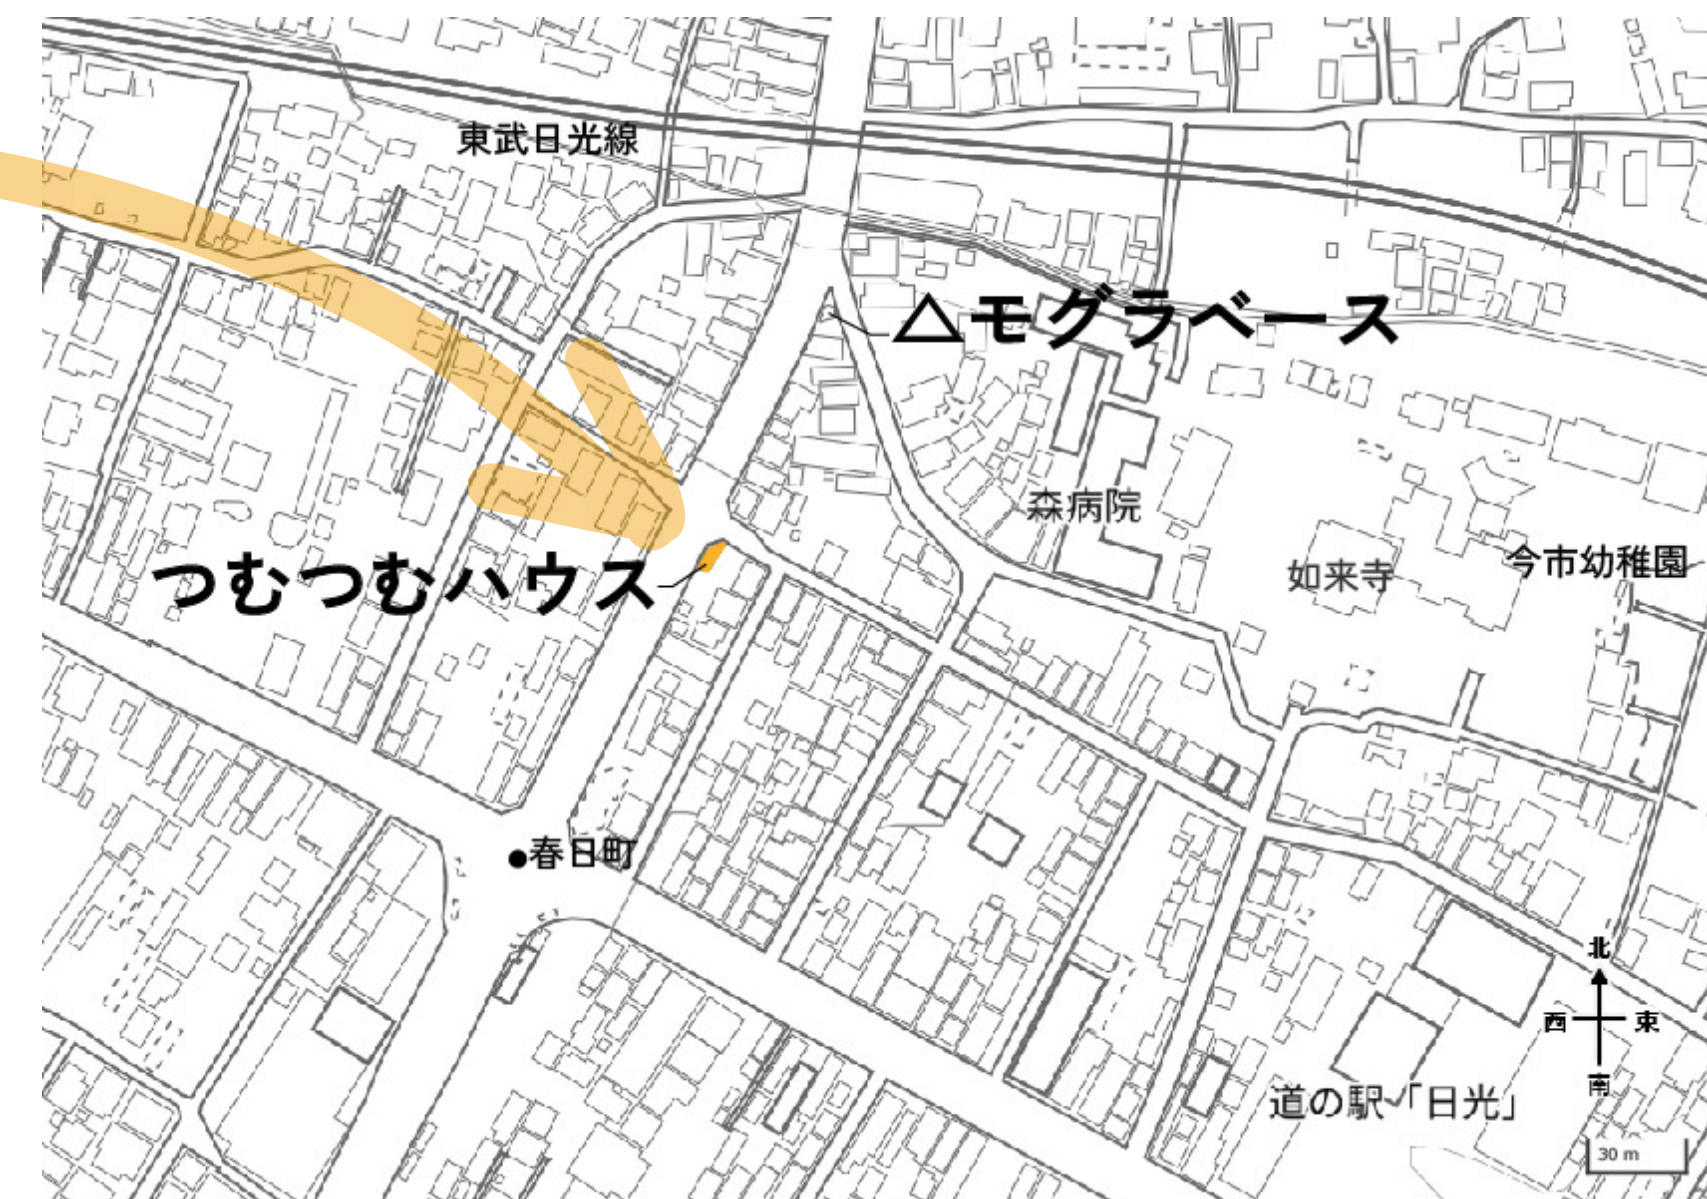 東武日光線
△モグラベース
森病院
如来寺
今市幼稚園
つむつむハウス
●春日町
北
西
東
南
道の駅「日光」
30 m